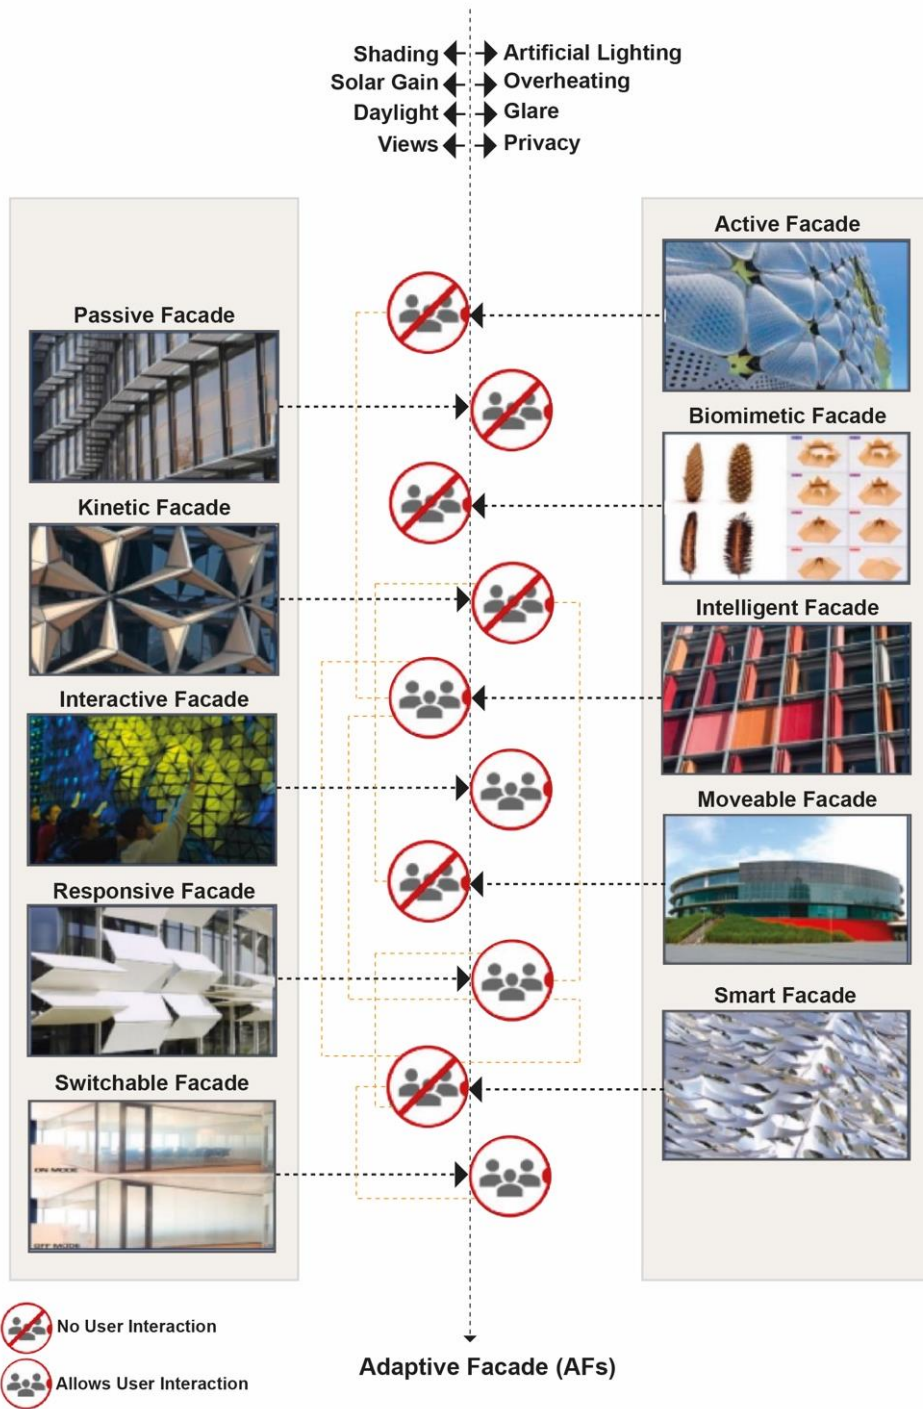 Shading Artificial Lighting
Solar Gain Overheating
Daylight Glare
Views Privacy
Active Facade
Passive Facade
Biomimetic Facade
Kinetic Facade
Intelligent Facade
Interactive Facade
Moveable Facade
Responsive Facade
Smart Facade
Switchable Facade
ON MODE
OFF MODE
No User Interaction
Adaptive Facade (AFs)
Allows User Interaction